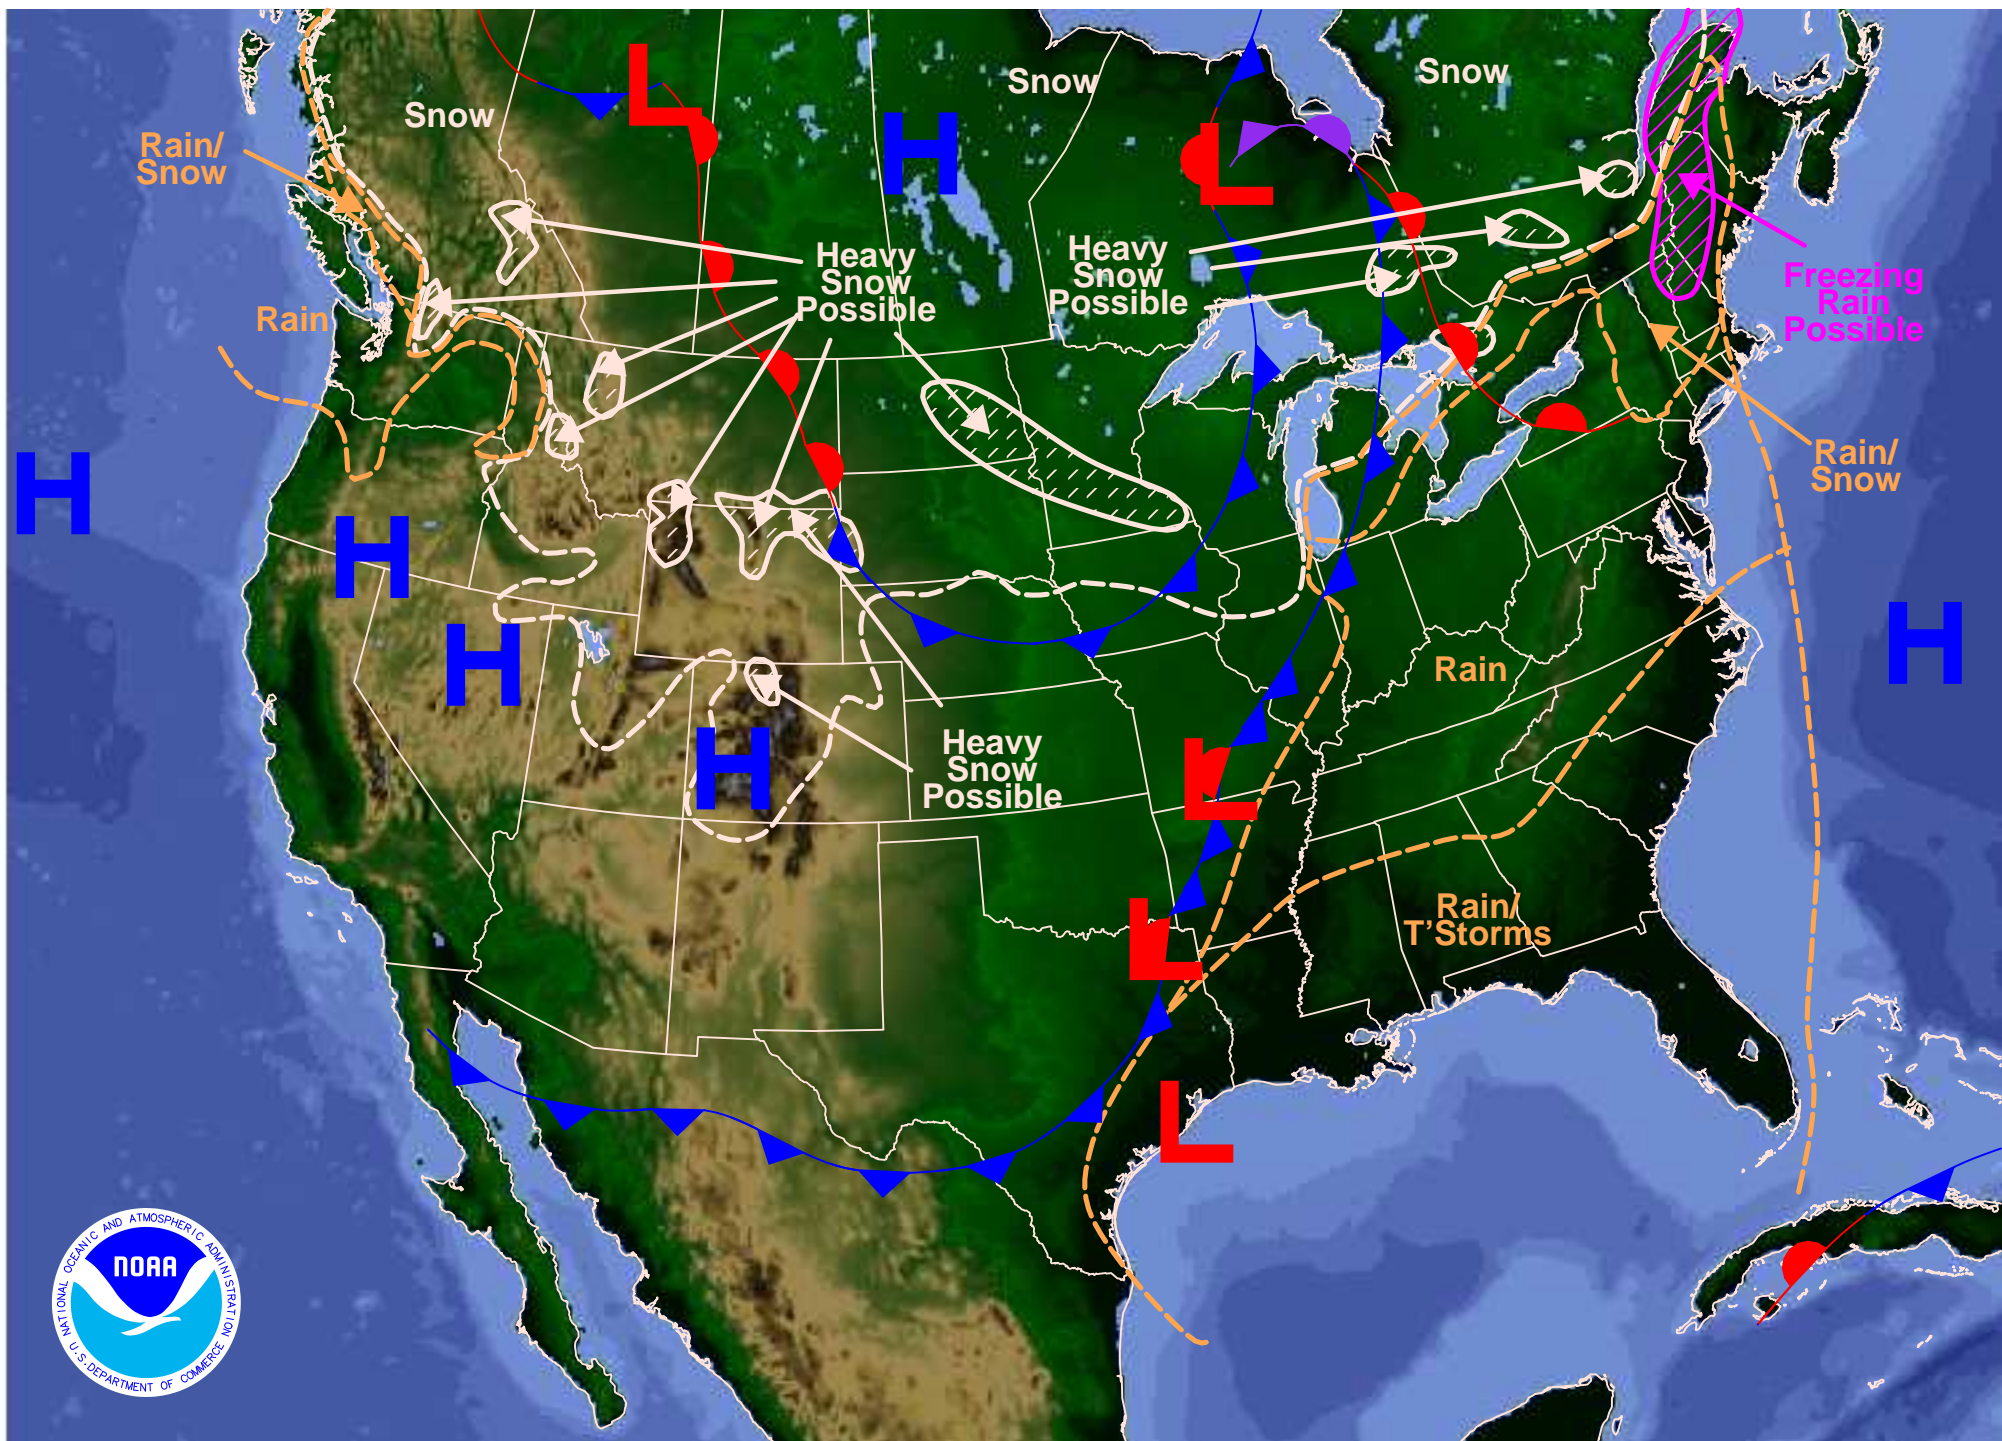 Snow
Snow
Snow
Rain/
Snow
Rain
Heavy
Snow
Possible
Heavy
Snow
Possible
Freezing
Rain
Possible
Rain/
Snow
Heavy
Snow
Possible
Rain
Rain/
T'Storms
L
H
L
H
H
H
H
H
L
L
L
NATIONAL OCEANIC AND ATMOSPHERIC ADMINISTRATION
NOAA
U.S. DEPARTMENT OF COMMERCE